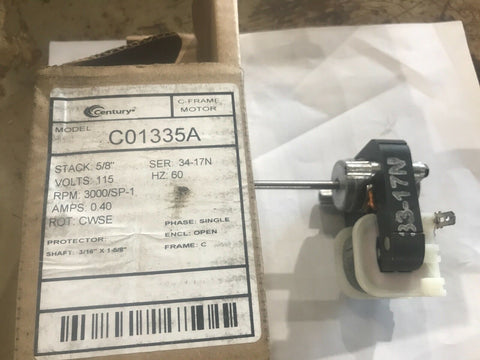 Century®
C-FRAME
MOTOR
MODEL
C01335A
STACK: 5/8"
SER: 34-17N
VOLTS: 115
HZ: 60
RPM: 3000/SP-1
AMPS: 0.40
ROT: CWSE
PHASE: SINGLE
PROTECTOR:
ENCL: OPEN
SHAFT: 3/16" X 1-5/8"
FRAME: C
33-17N